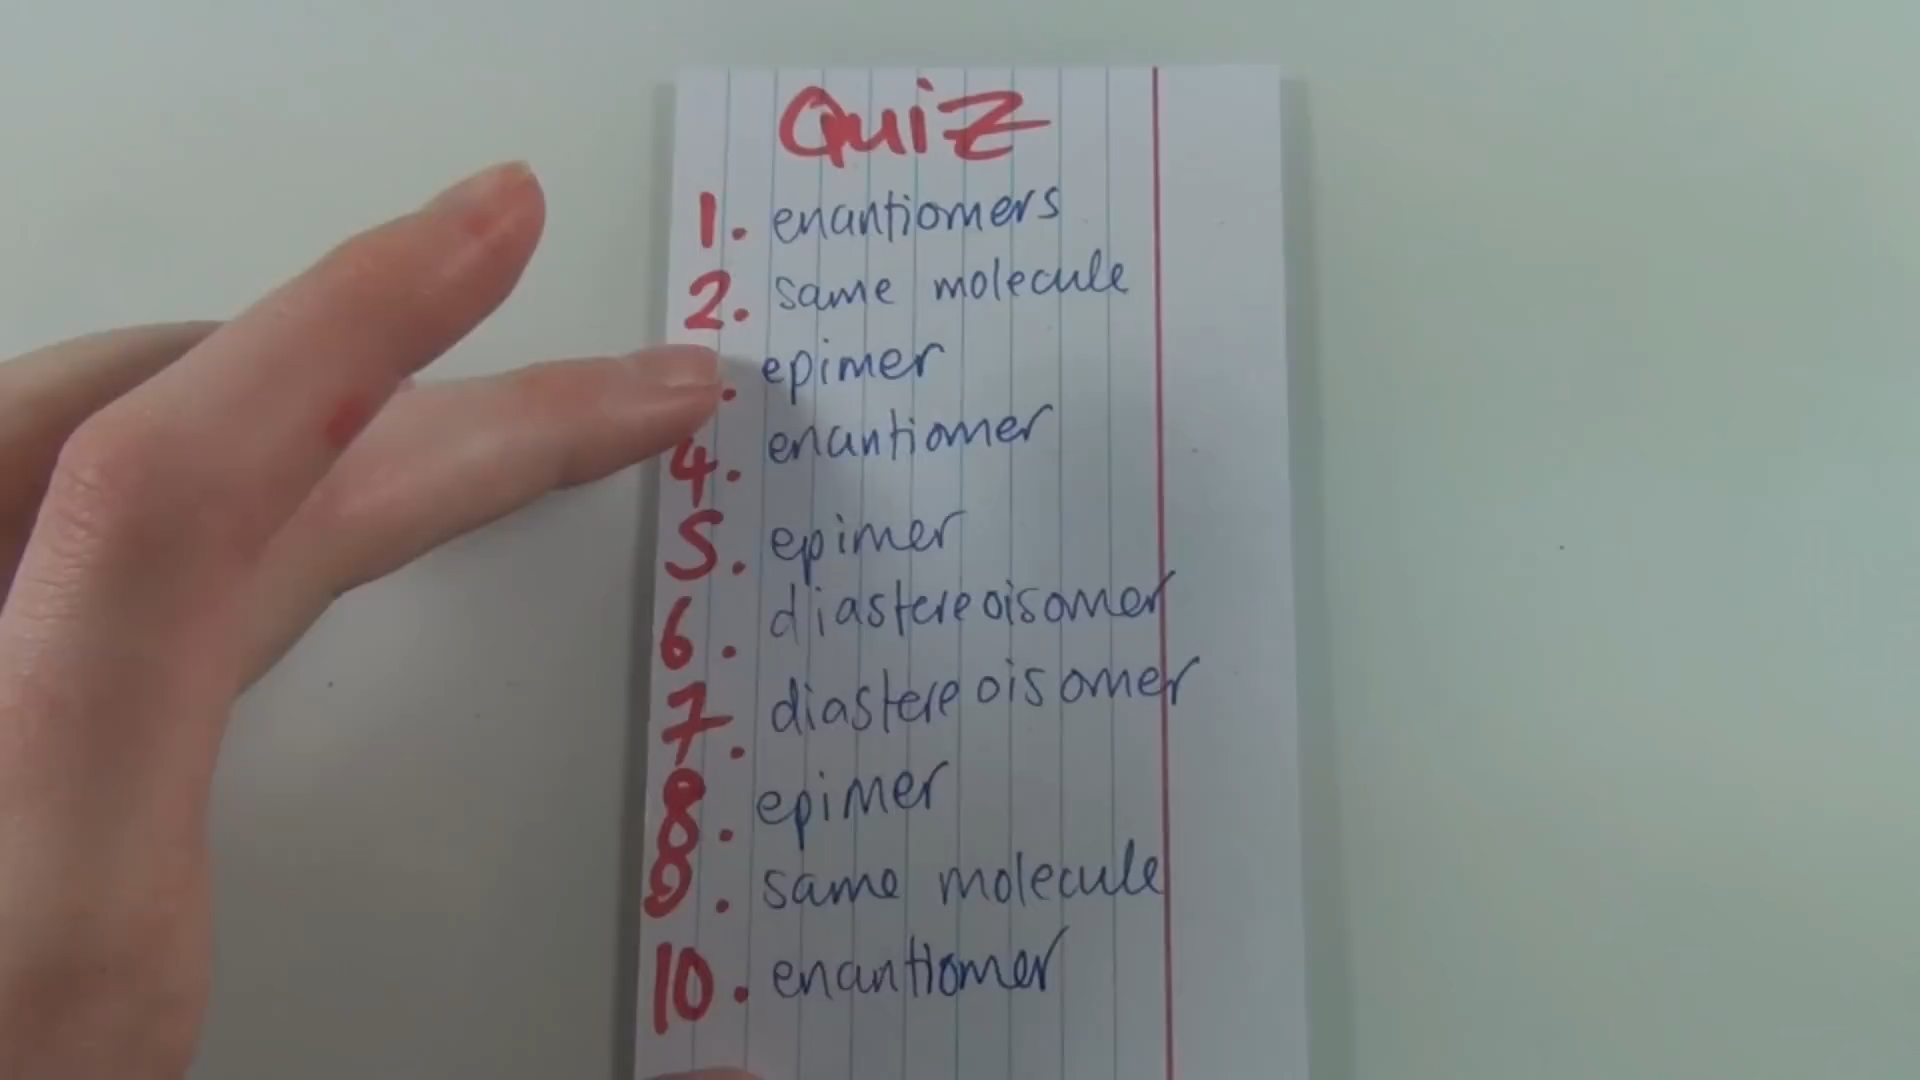 Quiz
1. enantiomers
2. same molecule
. epimer
4. enantiomer
5. epimer
6. diastereoisomer
7. diastereoisomer
8. epimer
9. same molecule
10. enantiomer